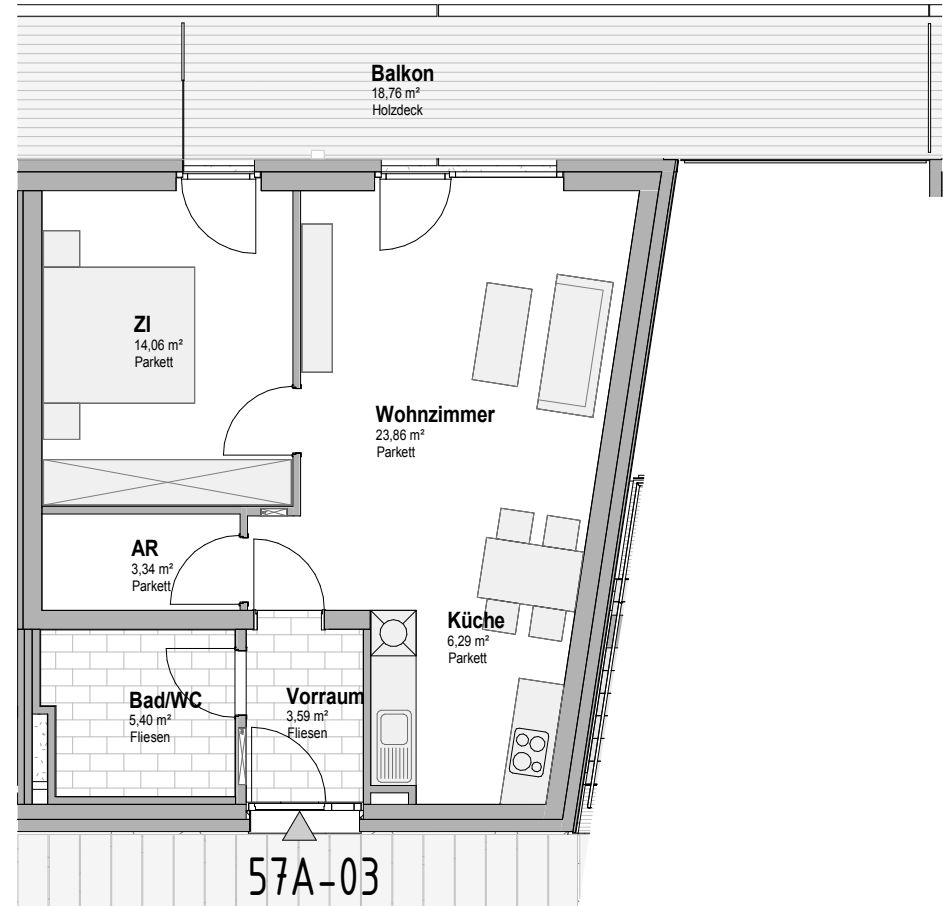 Balkon
18,76 m²
Holzdeck
ZI
14,06 m²
Parkett
Wohnzimmer
23,86 m²
Parkett
AR
3,34 m²
Parkett
Küche
6,29 m²
Parkett
Bad/WC
5,40 m²
Fliesen
Vorraum
3,59 m²
Fliesen
57A-03